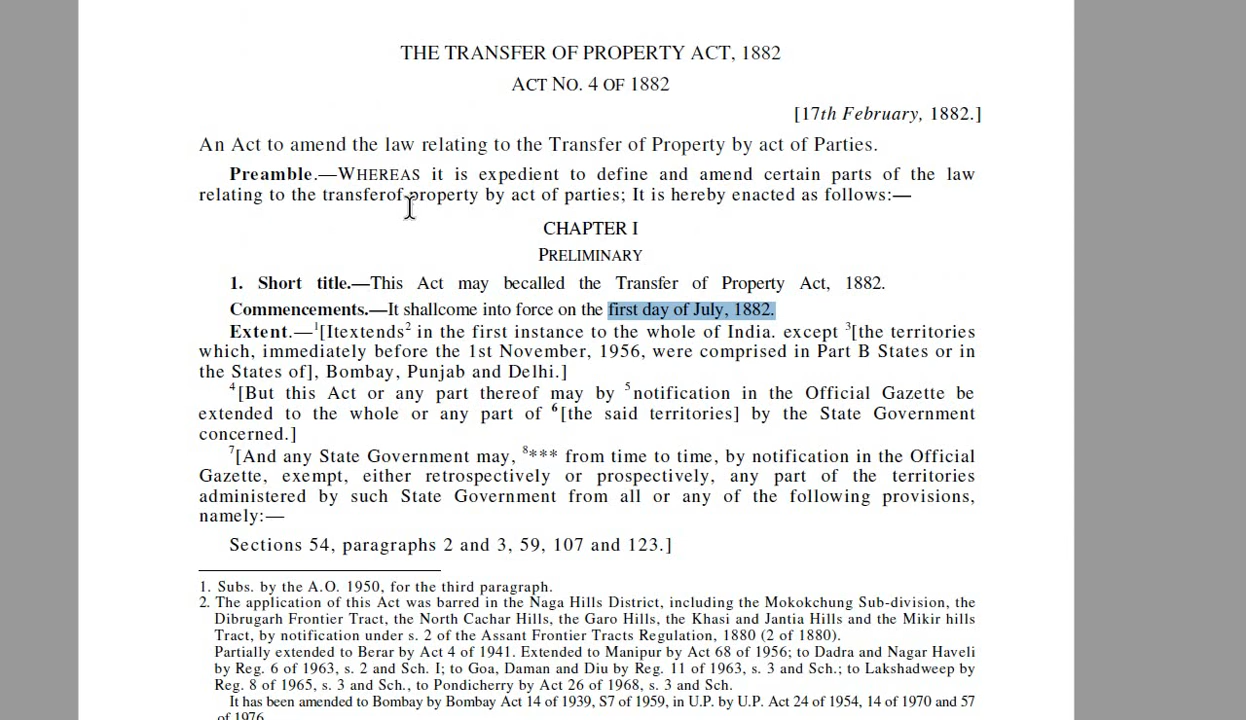 THE TRANSFER OF PROPERTY ACT, 1882
ACT NO. 4 OF 1882
[17th February, 1882.]
An Act to amend the law relating to the Transfer of Property by act of Parties.
Preamble.—WHEREAS it is expedient to define and amend certain parts of the law
relating to the transferof property by act of parties; It is hereby enacted as follows:—
CHAPTER I
PRELIMINARY
1. Short title.—This Act may becalled the Transfer of Property Act, 1882.
Commencements.—It shallcome into force on the first day of July, 1882.
Extent.—1[Itextends2 in the first instance to the whole of India. except 3[the territories
which, immediately before the 1st November, 1956, were comprised in Part B States or in
the States of], Bombay, Punjab and Delhi.]
4[But this Act or any part thereof may by 5notification in the Official Gazette be
extended to the whole or any part of 6[the said territories] by the State Government
concerned.]
7[And any State Government may, 8*** from time to time, by notification in the Official
Gazette, exempt, either retrospectively or prospectively, any part of the territories
administered by such State Government from all or any of the following provisions,
namely:—
Sections 54, paragraphs 2 and 3, 59, 107 and 123.]
1. Subs. by the A.O. 1950, for the third paragraph.
2. The application of this Act was barred in the Naga Hills District, including the Mokokchung Sub-division, the
Dibrugarh Frontier Tract, the North Cachar Hills, the Garo Hills, the Khasi and Jantia Hills and the Mikir hills
Tract, by notification under s. 2 of the Assant Frontier Tracts Regulation, 1880 (2 of 1880).
Partially extended to Berar by Act 4 of 1941. Extended to Manipur by Act 68 of 1956; to Dadra and Nagar Haveli
by Reg. 6 of 1963, s. 2 and Sch. I; to Goa, Daman and Diu by Reg. 11 of 1963, s. 3 and Sch.; to Lakshadweep by
Reg. 8 of 1965, s. 3 and Sch., to Pondicherry by Act 26 of 1968, s. 3 and Sch.
It has been amended to Bombay by Bombay Act 14 of 1939, S7 of 1959, in U.P. by U.P. Act 24 of 1954, 14 of 1970 and 57
of 1976